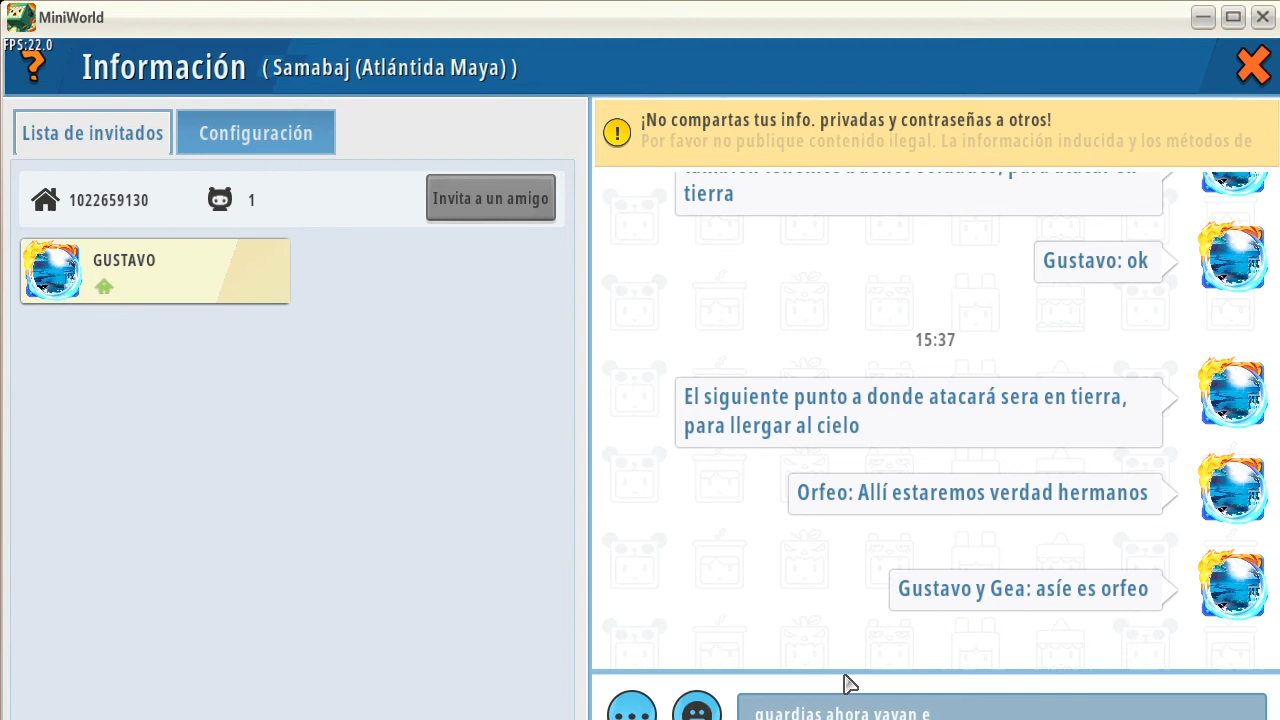 MiniWorld
FPS:22.0
Información ( Samabaj (Atlántida Maya) )
Lista de invitados
Configuración
1022659130
1
Invita a un amigo
GUSTAVO
¡No compartas tus info. privadas y contraseñas a otros!
Por favor no publique contenido ilegal. La información inducida y los métodos de
tierra
Gustavo: ok
15:37
El siguiente punto a donde atacará sera en tierra,
para llergar al cielo
Orfeo: Allí estaremos verdad hermanos
Gustavo y Gea: asíe es orfeo
guardias ahora vayan e